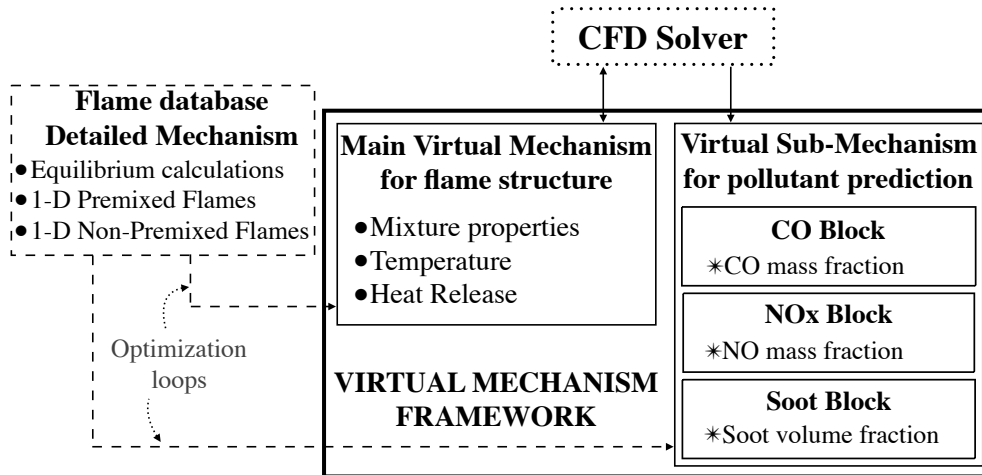 CFD Solver
Flame database
Detailed Mechanism
●Equilibrium calculations
●1-D Premixed Flames
●1-D Non-Premixed Flames
Optimization
loops
Main Virtual Mechanism
for flame structure
●Mixture properties
●Temperature
●Heat Release
VIRTUAL MECHANISM
FRAMEWORK
Virtual Sub-Mechanism
for pollutant prediction
CO Block
✴CO mass fraction
NOx Block
✴NO mass fraction
Soot Block
✴Soot volume fraction